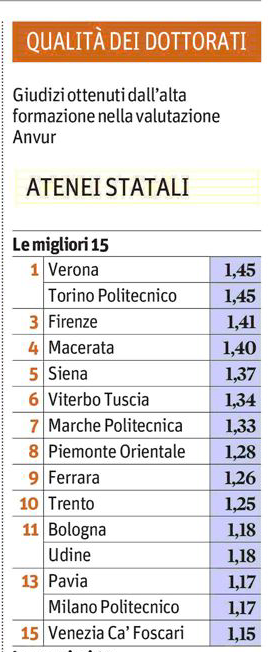 QUALITÀ DEI DOTTORATI
Giudizi ottenuti dall'alta
formazione nella valutazione
Anvur
ATENEI STATALI
Le migliori 15
1 Verona 1,45
Torino Politecnico 1,45
3 Firenze 1,41
4 Macerata 1,40
5 Siena 1,37
6 Viterbo Tuscia 1,34
7 Marche Politecnica 1,33
8 Piemonte Orientale 1,28
9 Ferrara 1,26
10 Trento 1,25
11 Bologna 1,18
Udine 1,18
13 Pavia 1,17
Milano Politecnico 1,17
15 Venezia Ca' Foscari 1,15